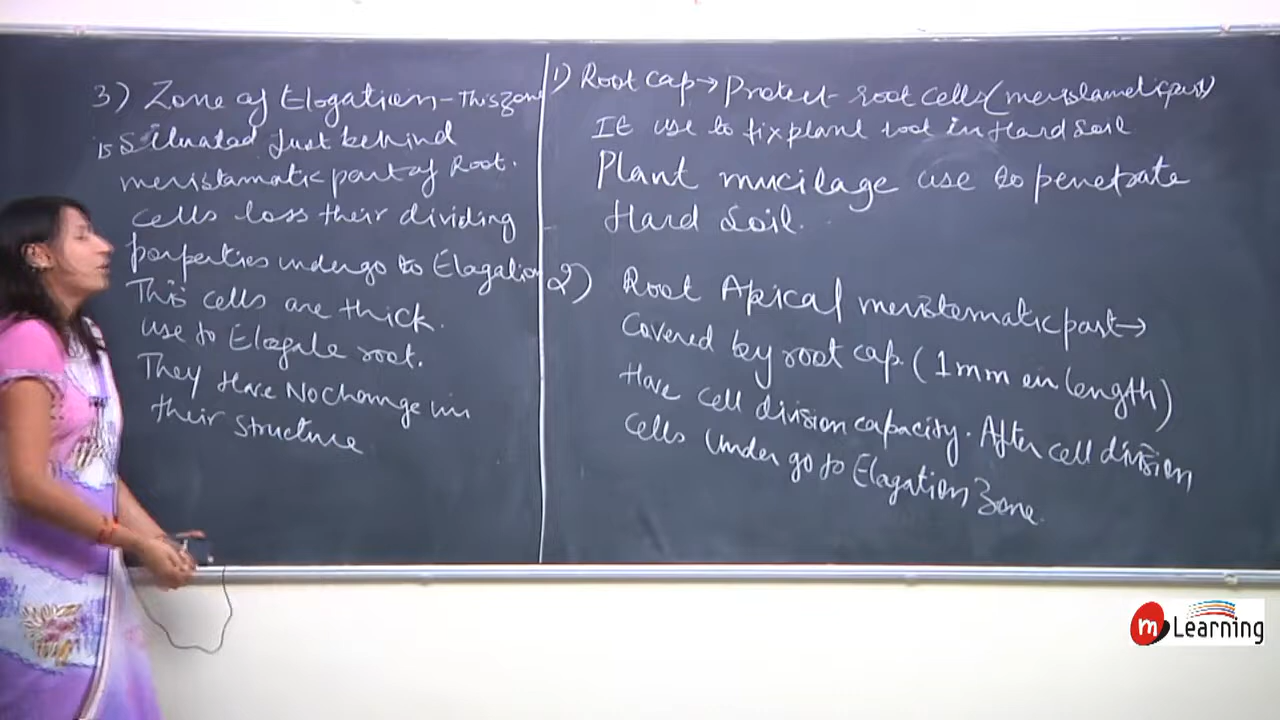 1) Root cap → Protect root cells (meristametic part)
It use to fix plant root in Hard Soil
Plant mucilage use to penetrate
Hard Soil.
2) Root Apical meristematic part →
Covered by root cap. (1mm in length)
Have cell division capacity. After cell division
cells Under go to Elagation Zone.
3) Zone of Elogation - This Zone
is Situated Just behind
meristamatic part of Root.
cells loss their dividing
porperties undergo to Elagation
This cells are thick.
use to Elogate root.
They Have No change in
their structure
m Learning